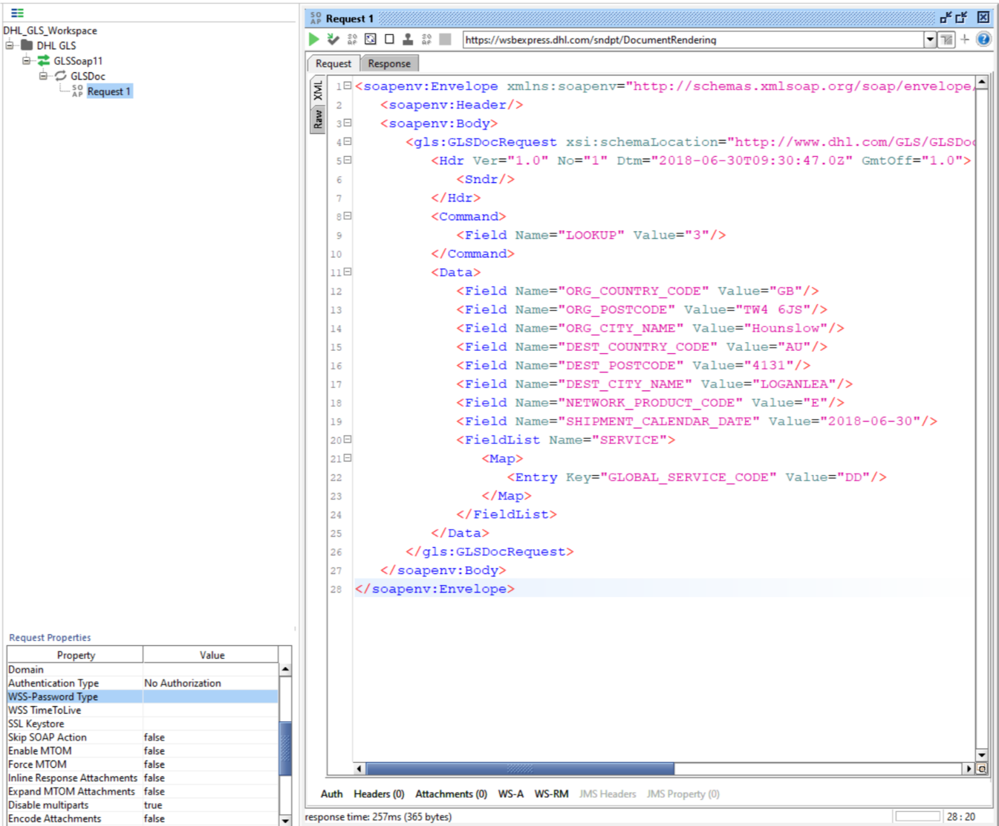 DHL_GLS_Workspace
DHL GLS
GLSSoap11
GLSDoc
SO AP Request 1
Request Properties
Property Value
Domain
Authentication Type No Authorization
WSS-Password Type
WSS TimeToLive
SSL Keystore
Skip SOAP Action false
Enable MTOM false
Force MTOM false
Inline Response Attachments false
Expand MTOM Attachments false
Disable multiparts true
Encode Attachments false
SO AP Request 1
https://wsbexpress.dhl.com/sndpt/DocumentRendering
Request Response
XML
Raw
1 <soapenv:Envelope xmlns:soapenv="http://schemas.xmlsoap.org/soap/envelope/
2 <soapenv:Header/>
3 <soapenv:Body>
4 <gls:GLSDocRequest xsi:schemaLocation="http://www.dhl.com/GLS/GLSDoc
5 <Hdr Ver="1.0" No="1" Dtm="2018-06-30T09:30:47.0Z" GmtOff="1.0">
6 <Sndr/>
7 </Hdr>
8 <Command>
9 <Field Name="LOOKUP" Value="3"/>
10 </Command>
11 <Data>
12 <Field Name="ORG_COUNTRY_CODE" Value="GB"/>
13 <Field Name="ORG_POSTCODE" Value="TW4 6JS"/>
14 <Field Name="ORG_CITY_NAME" Value="Hounslow"/>
15 <Field Name="DEST_COUNTRY_CODE" Value="AU"/>
16 <Field Name="DEST_POSTCODE" Value="4131"/>
17 <Field Name="DEST_CITY_NAME" Value="LOGANLEA"/>
18 <Field Name="NETWORK_PRODUCT_CODE" Value="E"/>
19 <Field Name="SHIPMENT_CALENDAR_DATE" Value="2018-06-30"/>
20 <FieldList Name="SERVICE">
21 <Map>
22 <Entry Key="GLOBAL_SERVICE_CODE" Value="DD"/>
23 </Map>
24 </FieldList>
25 </Data>
26 </gls:GLSDocRequest>
27 </soapenv:Body>
28 </soapenv:Envelope>
Auth Headers (0) Attachments (0) WS-A WS-RM JMS Headers JMS Property (0)
response time: 257ms (365 bytes) 28 : 20